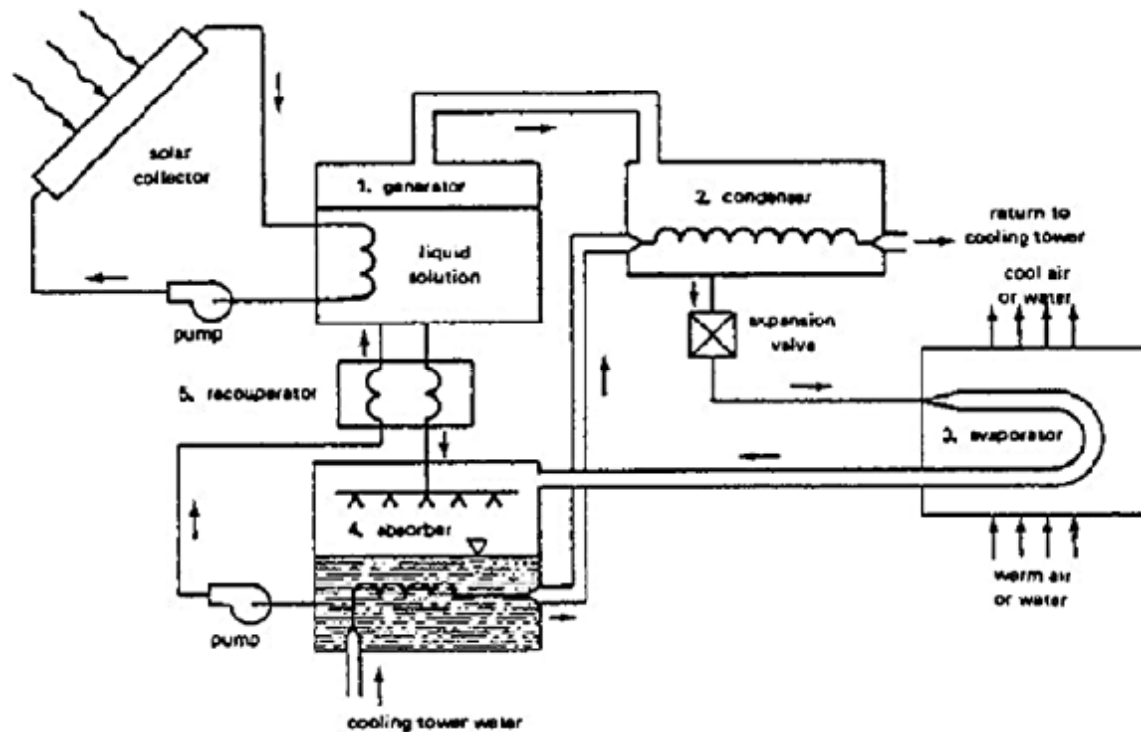 solar
collector
1. generator
2. condenser
return to
cooling tower
liquid
solution
cool air
or water
pump
expansion
valve
5. recouperator
3. evaporator
4. absorber
warm air
or water
pump
cooling tower water